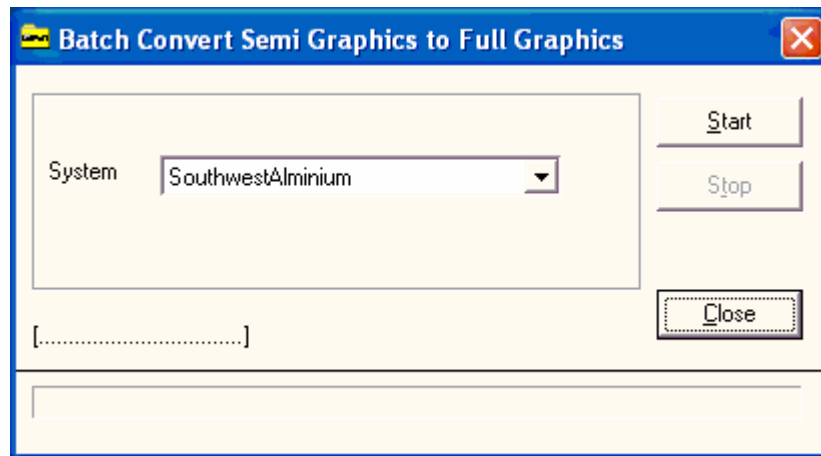 Batch Convert Semi Graphics to Full Graphics
Start
System
SouthwestAlminium
Stop
Close
[..................................]